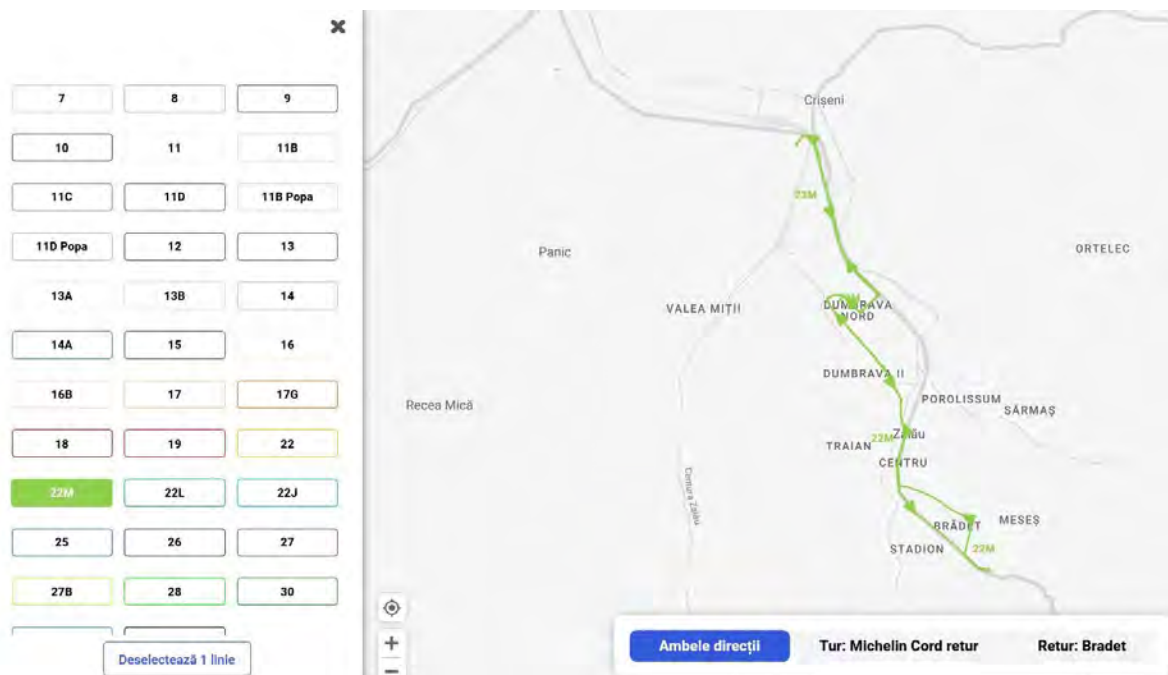 7 8 9
10 11 11B
11C 11D 11B Popa
11D Popa 12 13
13A 13B 14
14A 15 16
16B 17 17G
18 19 22
22M 22L 22J
25 26 27
27B 28 30
Deselectează 1 linie
Crișeni
22M
Panic
ORTELEC
VALEA MIȚII
DUMBRAVA
NORD
DUMBRAVA II
Recea Mică
POROLISSUM
SĂRMAȘ
22M
Zalău
TRAIAN
CENTRU
Centura Zalău
BRĂDET
MESEȘ
STADION
22M
Ambele direcții
Tur: Michelin Cord retur
Retur: Bradet